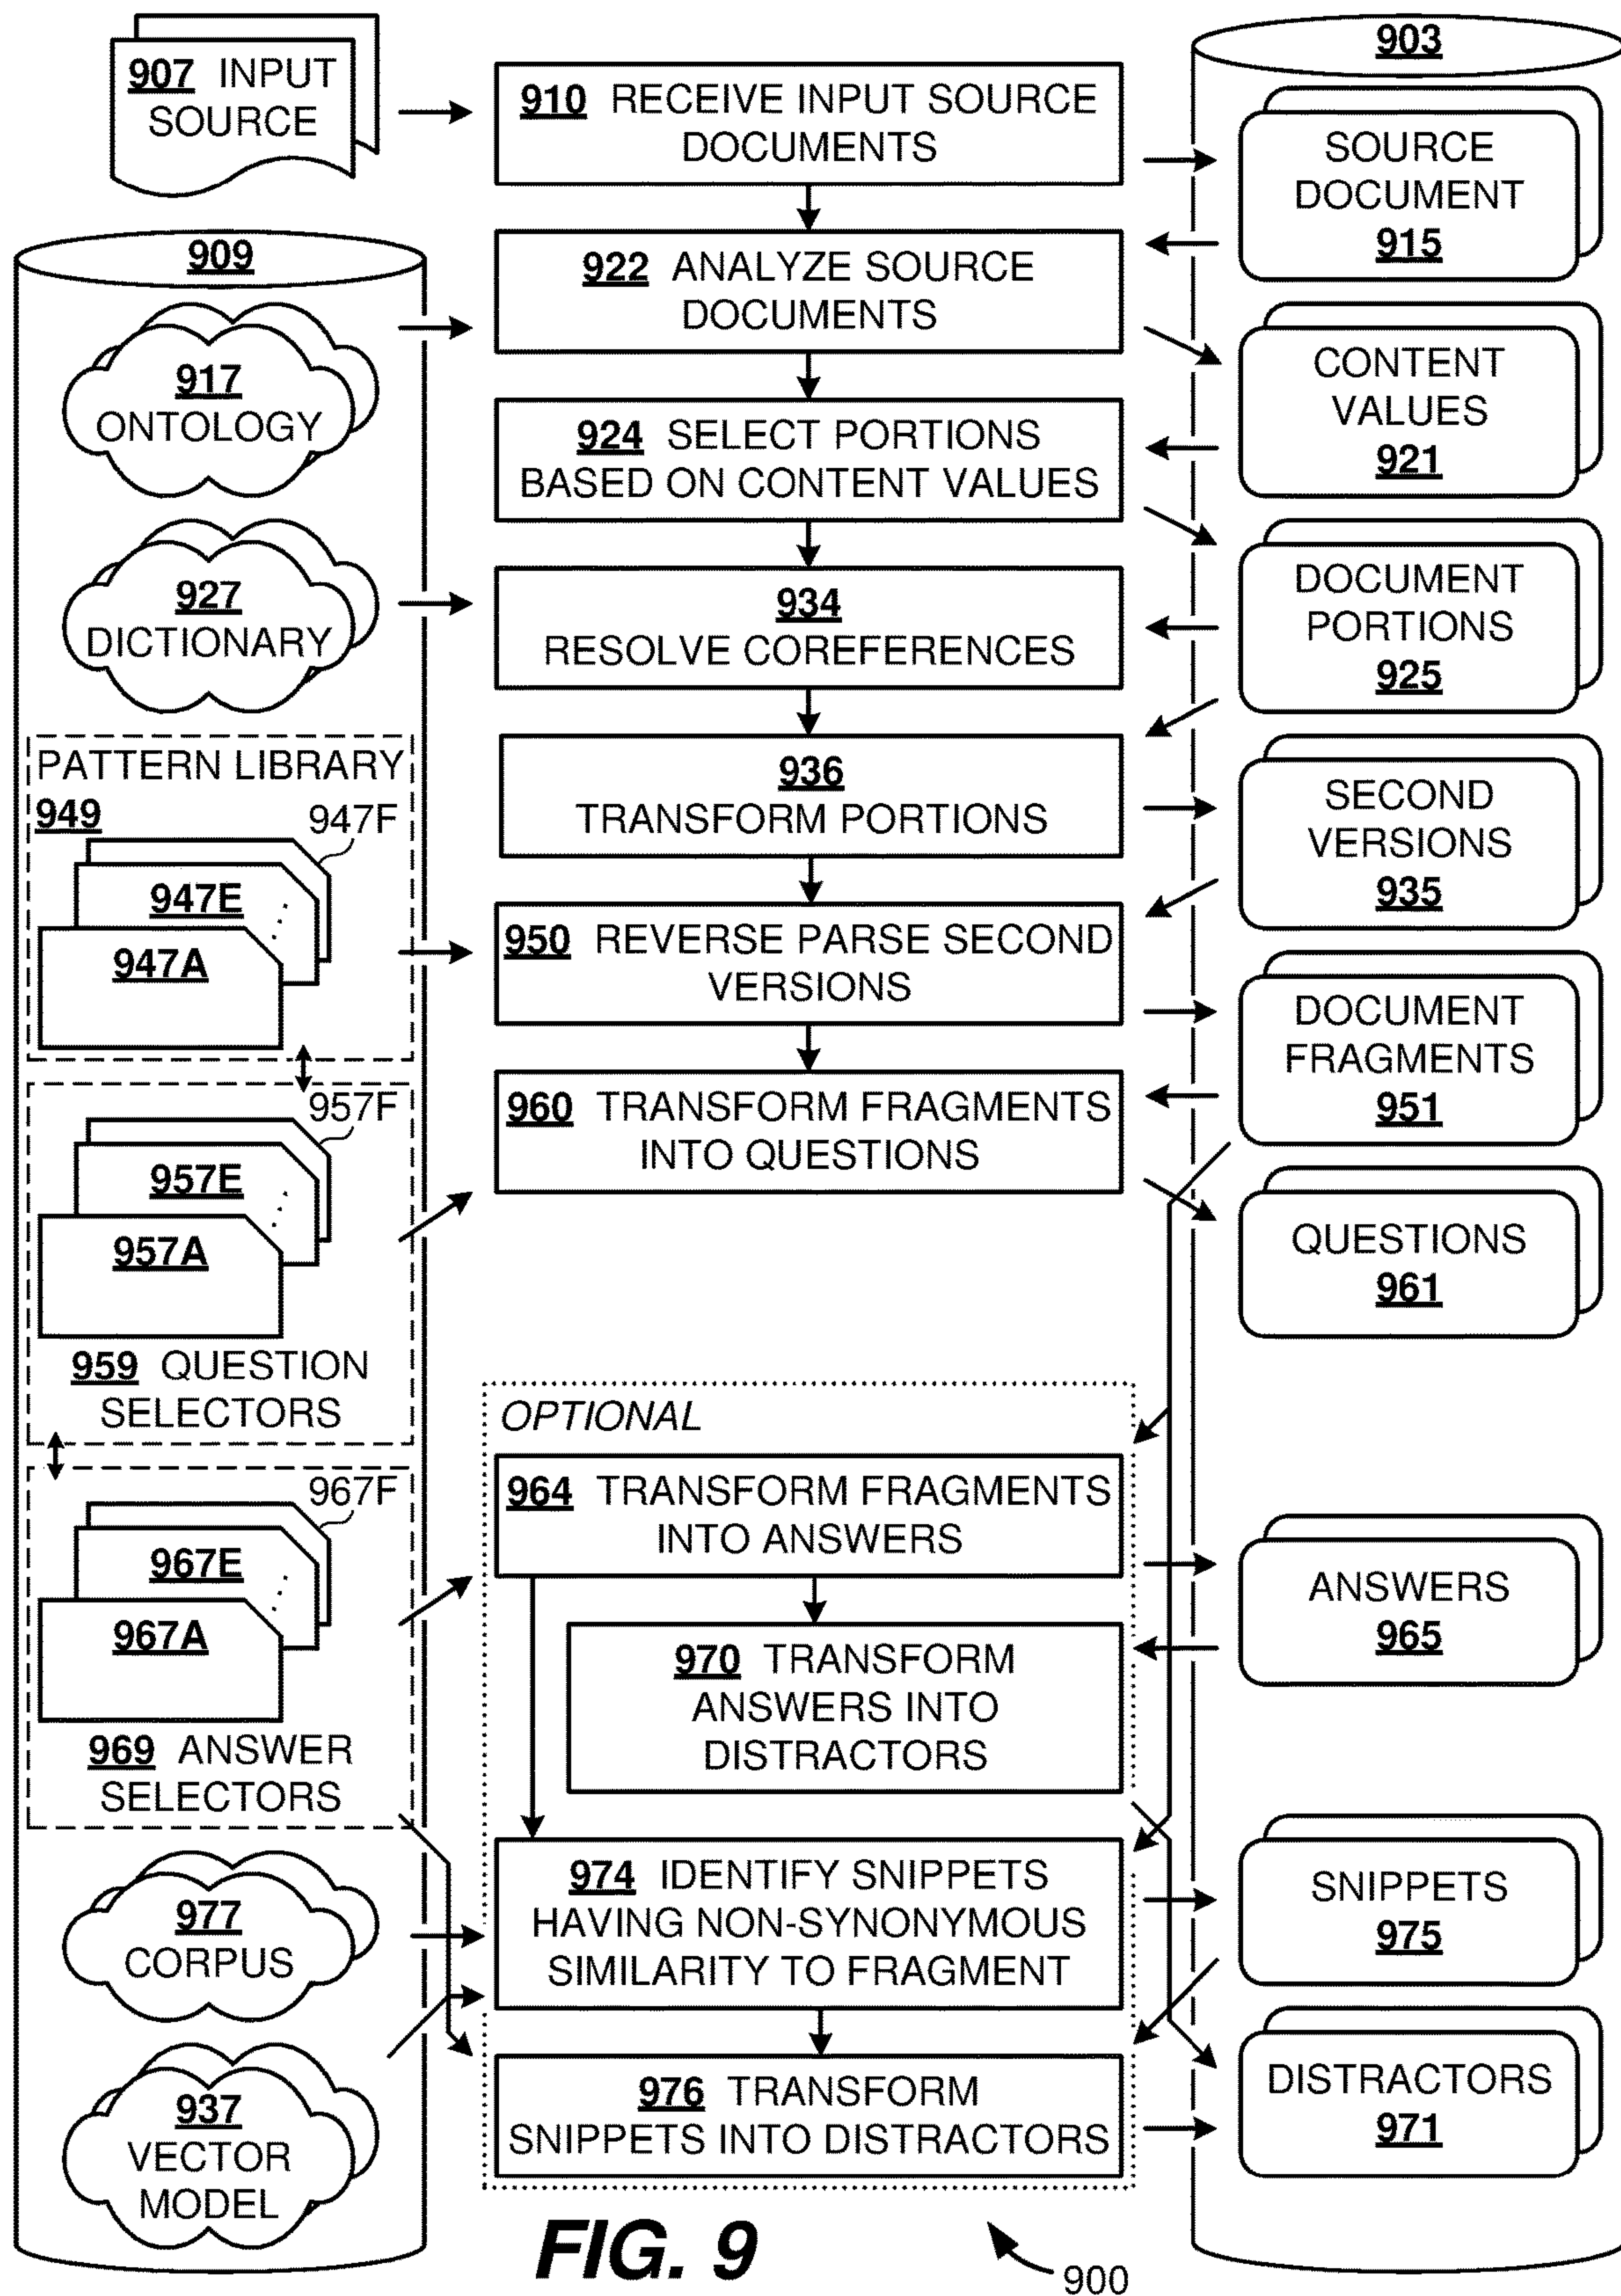 907 INPUT
SOURCE
910 RECEIVE INPUT SOURCE
DOCUMENTS
903
SOURCE
DOCUMENT
915
909
922 ANALYZE SOURCE
DOCUMENTS
917
ONTOLOGY
CONTENT
VALUES
921
924 SELECT PORTIONS
BASED ON CONTENT VALUES
927
DICTIONARY
934
RESOLVE COREFERENCES
DOCUMENT
PORTIONS
925
PATTERN LIBRARY
949
947F
947E
947A
936
TRANSFORM PORTIONS
SECOND
VERSIONS
935
950 REVERSE PARSE SECOND
VERSIONS
DOCUMENT
FRAGMENTS
951
957F
957E
957A
959 QUESTION
SELECTORS
960 TRANSFORM FRAGMENTS
INTO QUESTIONS
QUESTIONS
961
OPTIONAL
964 TRANSFORM FRAGMENTS
INTO ANSWERS
967F
967E
967A
969 ANSWER
SELECTORS
ANSWERS
965
970 TRANSFORM
ANSWERS INTO
DISTRACTORS
977
CORPUS
974 IDENTIFY SNIPPETS
HAVING NON-SYNONYMOUS
SIMILARITY TO FRAGMENT
SNIPPETS
975
937
VECTOR
MODEL
976 TRANSFORM
SNIPPETS INTO DISTRACTORS
DISTRACTORS
971
FIG. 9
900